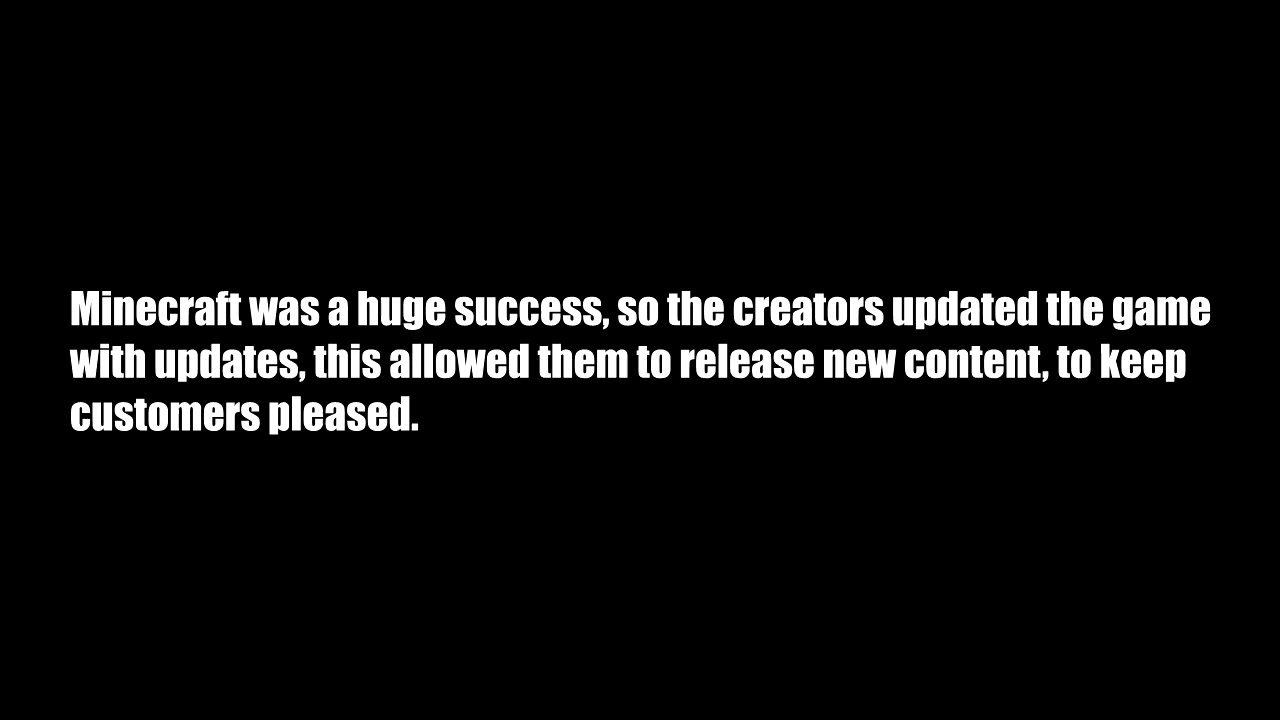 Minecraft was a huge success, so the creators updated the game
with updates, this allowed them to release new content, to keep
customers pleased.